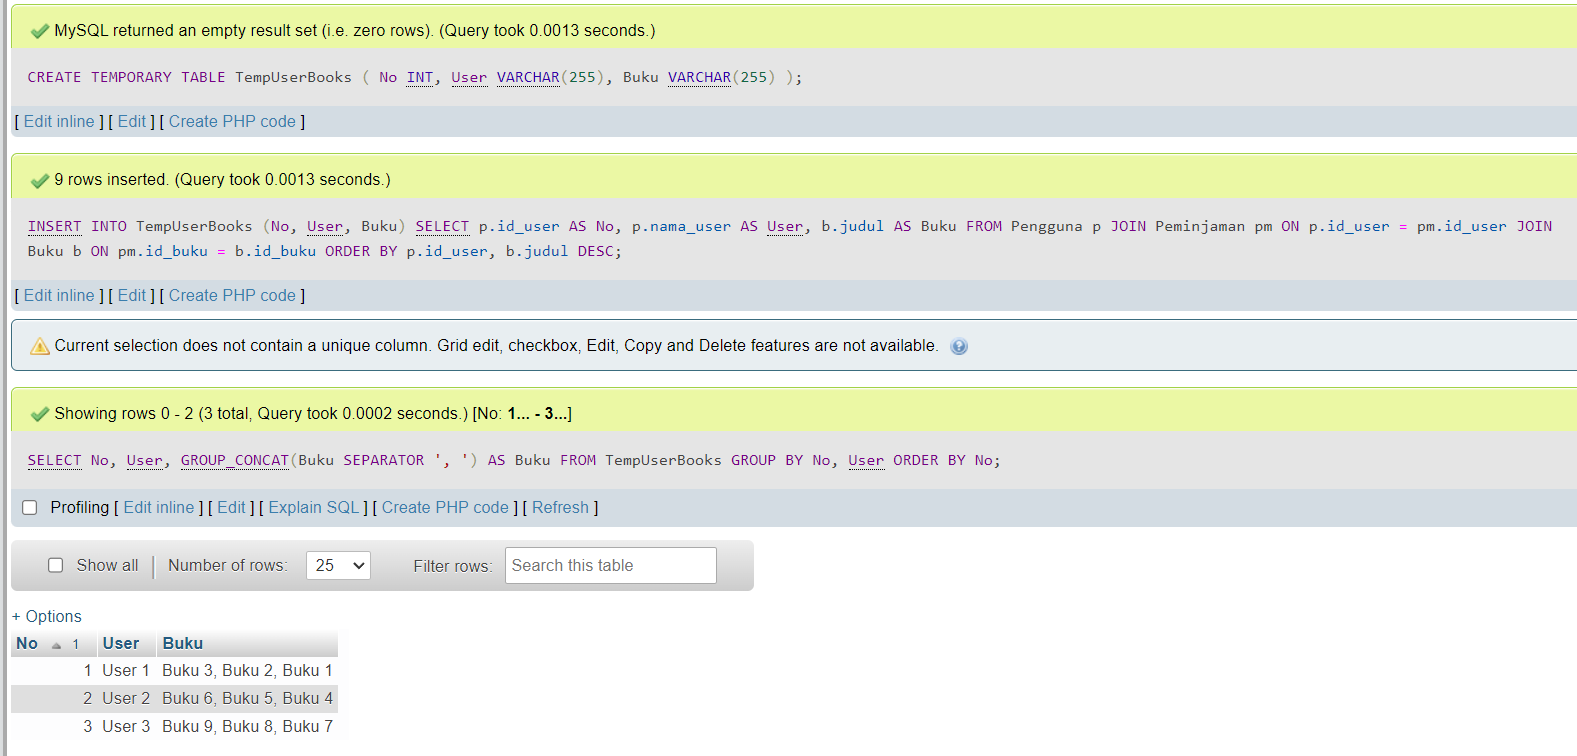 MySQL returned an empty result set (i.e. zero rows). (Query took 0.0013 seconds.)
CREATE TEMPORARY TABLE TempUserBooks ( No INT, User VARCHAR(255), Buku VARCHAR(255) );
[ Edit inline ] [ Edit ] [ Create PHP code ]
9 rows inserted. (Query took 0.0013 seconds.)
INSERT INTO TempUserBooks (No, User, Buku) SELECT p.id_user AS No, p.nama_user AS User, b.judul AS Buku FROM Pengguna p JOIN Peminjaman pm ON p.id_user = pm.id_user JOIN
Buku b ON pm.id_buku = b.id_buku ORDER BY p.id_user, b.judul DESC;
[ Edit inline ] [ Edit ] [ Create PHP code ]
Current selection does not contain a unique column. Grid edit, checkbox, Edit, Copy and Delete features are not available.
Showing rows 0 - 2 (3 total, Query took 0.0002 seconds.) [No: 1... - 3...]
SELECT No, User, GROUP_CONCAT(Buku SEPARATOR ', ') AS Buku FROM TempUserBooks GROUP BY No, User ORDER BY No;
Profiling [ Edit inline ] [ Edit ] [ Explain SQL ] [ Create PHP code ] [ Refresh ]
Show all | Number of rows: 25 Filter rows: Search this table
+ Options
No 1 User Buku
1 User 1 Buku 3, Buku 2, Buku 1
2 User 2 Buku 6, Buku 5, Buku 4
3 User 3 Buku 9, Buku 8, Buku 7